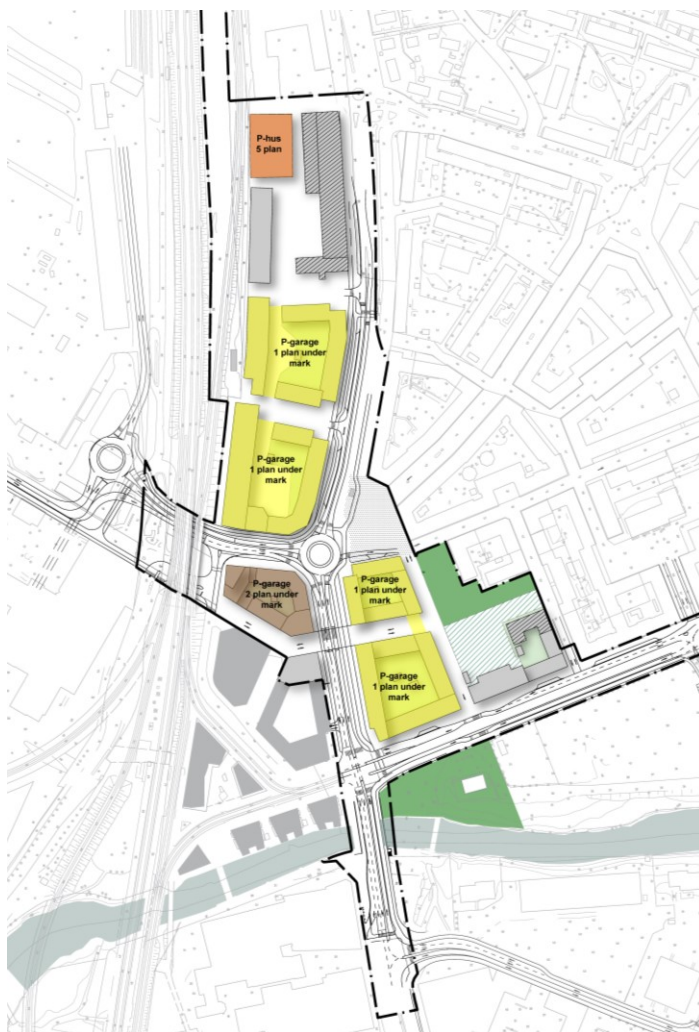 P-hus
5 plan
P-garage
1 plan under
mark
P-garage
1 plan under
mark
P-garage
2 plan under
mark
P-garage
1 plan under
mark
P-garage
1 plan under
mark